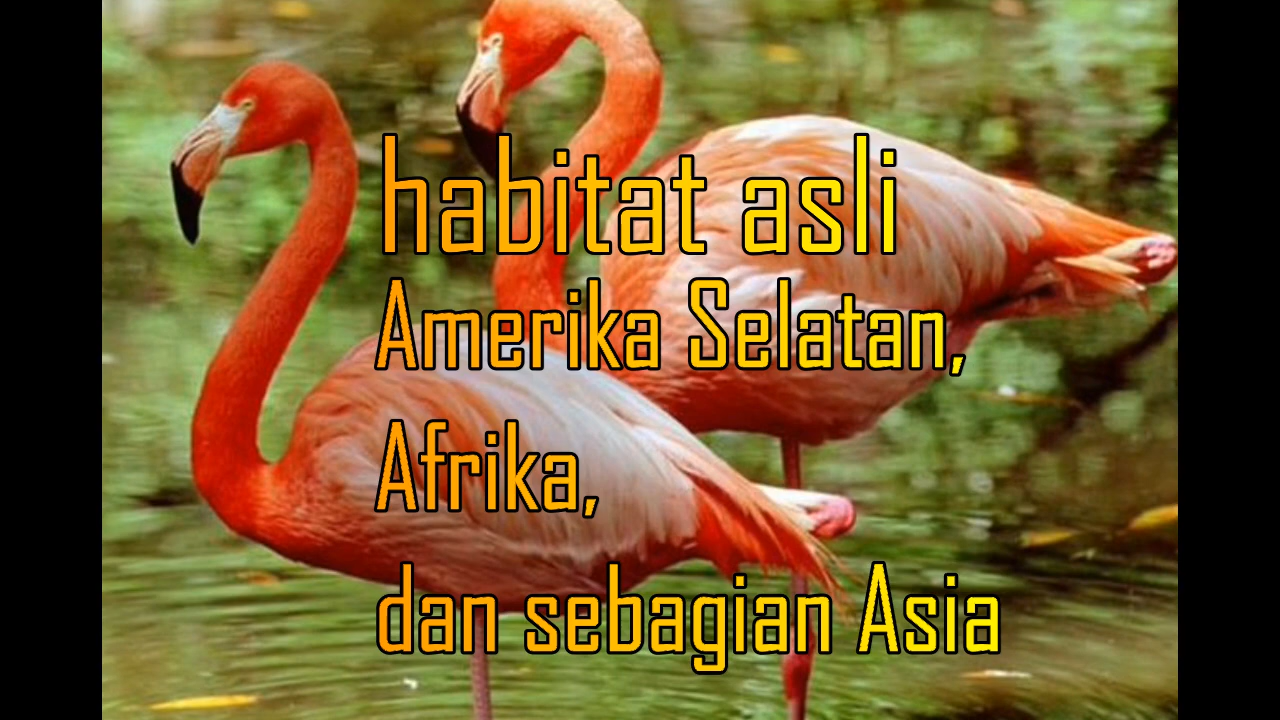 habitat asli
Amerika Selatan,
Afrika,
dan sebagian Asia